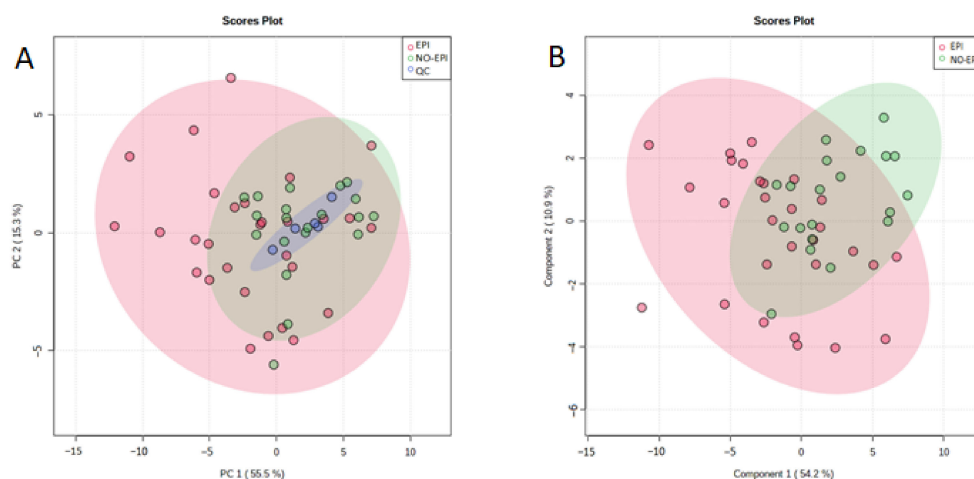 A
Scores Plot
EPI
NO-EPI
QC
5
0
−5
PC 2 ( 15.3 %)
−15 −10 −5 0 5 10
PC 1 ( 55.5 %)
B
Scores Plot
EPI
NO-EP
4
2
0
−2
−4
−6
Component 2 ( 10.9 %)
−15 −10 −5 0 5 10
Component 1 ( 54.2 %)